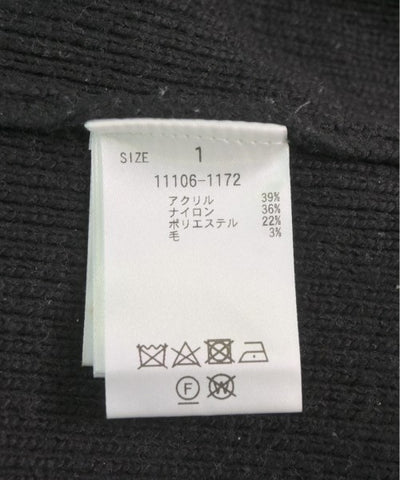 SIZE 1
11106-1172
アクリル 39%
ナイロン 36%
ポリエステル 22%
毛 3%
F W